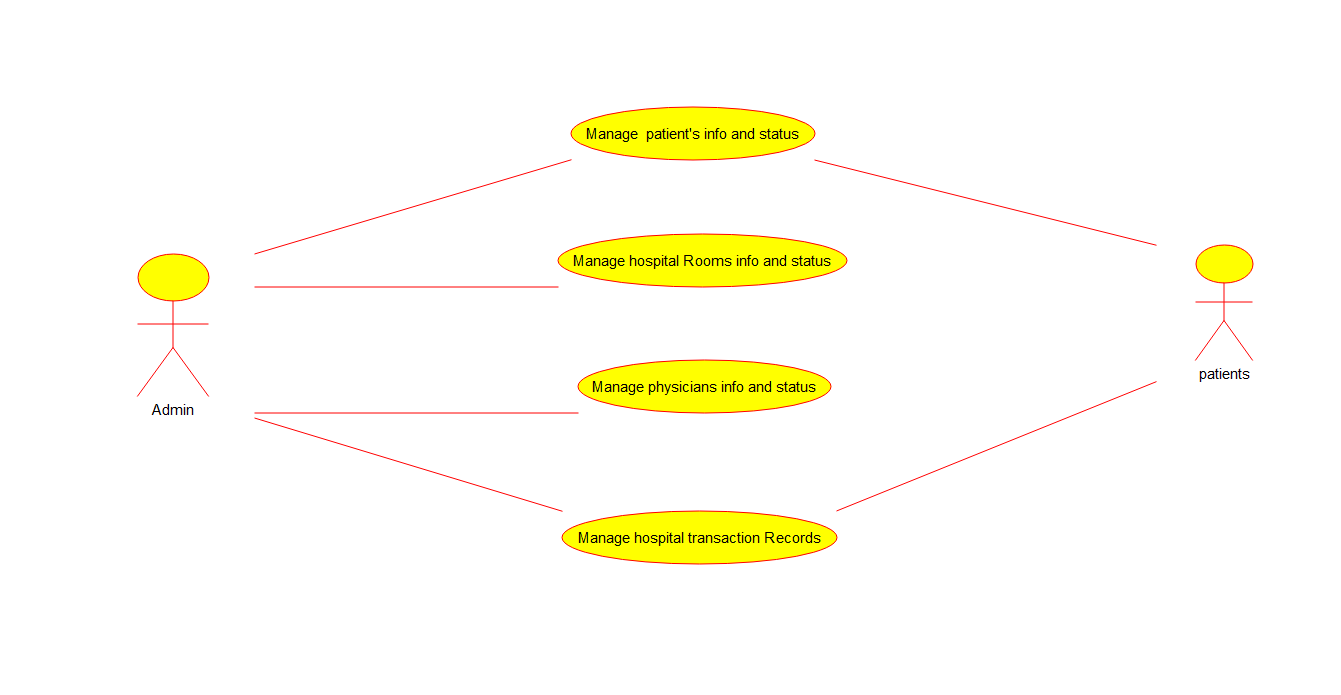 Manage  patient's info and status
Manage hospital Rooms info and status
Manage physicians info and status
patients
Admin
Manage hospital transaction Records